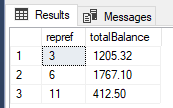 Results Messages
repref totalBalance
1 3 1205.32
2 6 1767.10
3 11 412.50